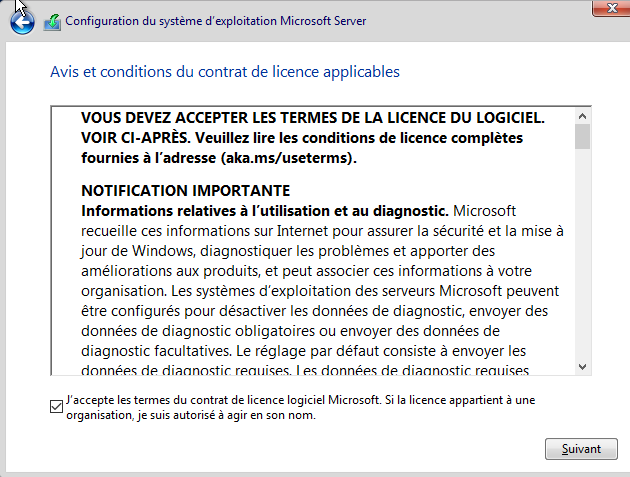 Configuration du système d'exploitation Microsoft Server
Avis et conditions du contrat de licence applicables
VOUS DEVEZ ACCEPTER LES TERMES DE LA LICENCE DU LOGICIEL.
VOIR CI-APRÈS. Veuillez lire les conditions de licence complètes
fournies à l'adresse (aka.ms/useterms).
NOTIFICATION IMPORTANTE
Informations relatives à l'utilisation et au diagnostic. Microsoft
recueille ces informations sur Internet pour assurer la sécurité et la mise à
jour de Windows, diagnostiquer les problèmes et apporter des
améliorations aux produits, et peut associer ces informations à votre
organisation. Les systèmes d'exploitation des serveurs Microsoft peuvent
être configurés pour désactiver les données de diagnostic, envoyer des
données de diagnostic obligatoires ou envoyer des données de
diagnostic facultatives. Le réglage par défaut consiste à envoyer les
données de diagnostic requises. Les données de diagnostic requises
J'accepte les termes du contrat de licence logiciel Microsoft. Si la licence appartient à une
organisation, je suis autorisé à agir en son nom.
Suivant